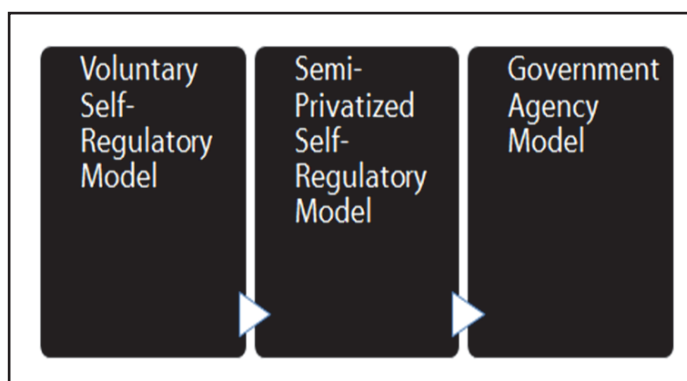 Voluntary
Self-
Regulatory
Model
Semi-
Privatized
Self-
Regulatory
Model
Government
Agency
Model